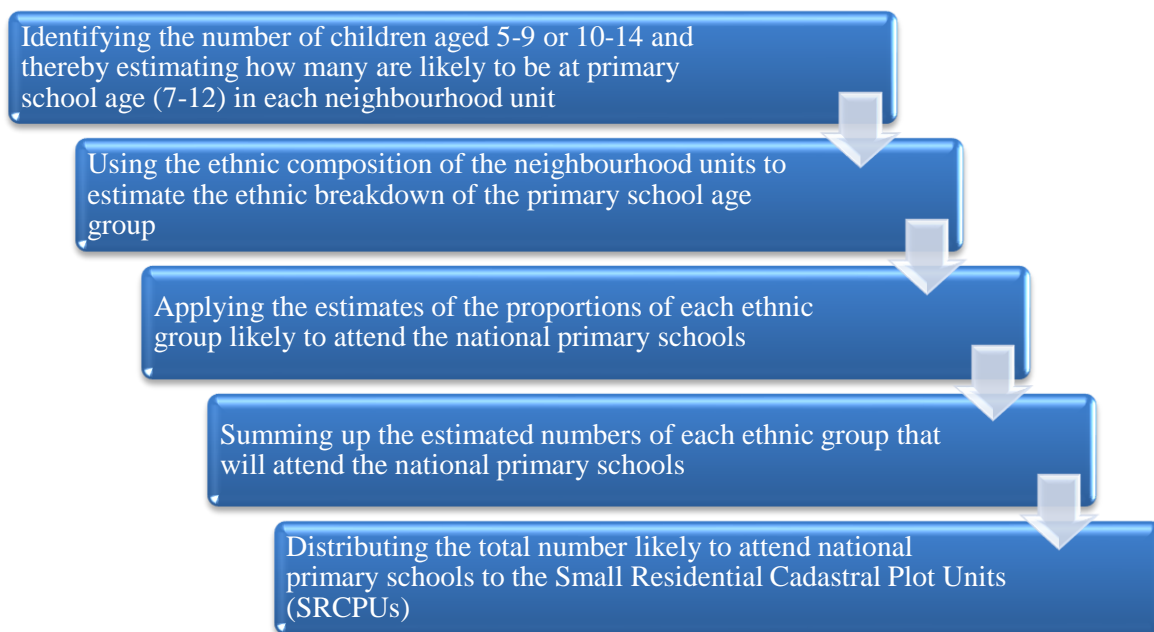 Identifying the number of children aged 5-9 or 10-14 and
thereby estimating how many are likely to be at primary
school age (7-12) in each neighbourhood unit
Using the ethnic composition of the neighbourhood units to
estimate the ethnic breakdown of the primary school age
group
Applying the estimates of the proportions of each ethnic
group likely to attend the national primary schools
Summing up the estimated numbers of each ethnic group that
will attend the national primary schools
Distributing the total number likely to attend national
primary schools to the Small Residential Cadastral Plot Units
(SRCPUs)